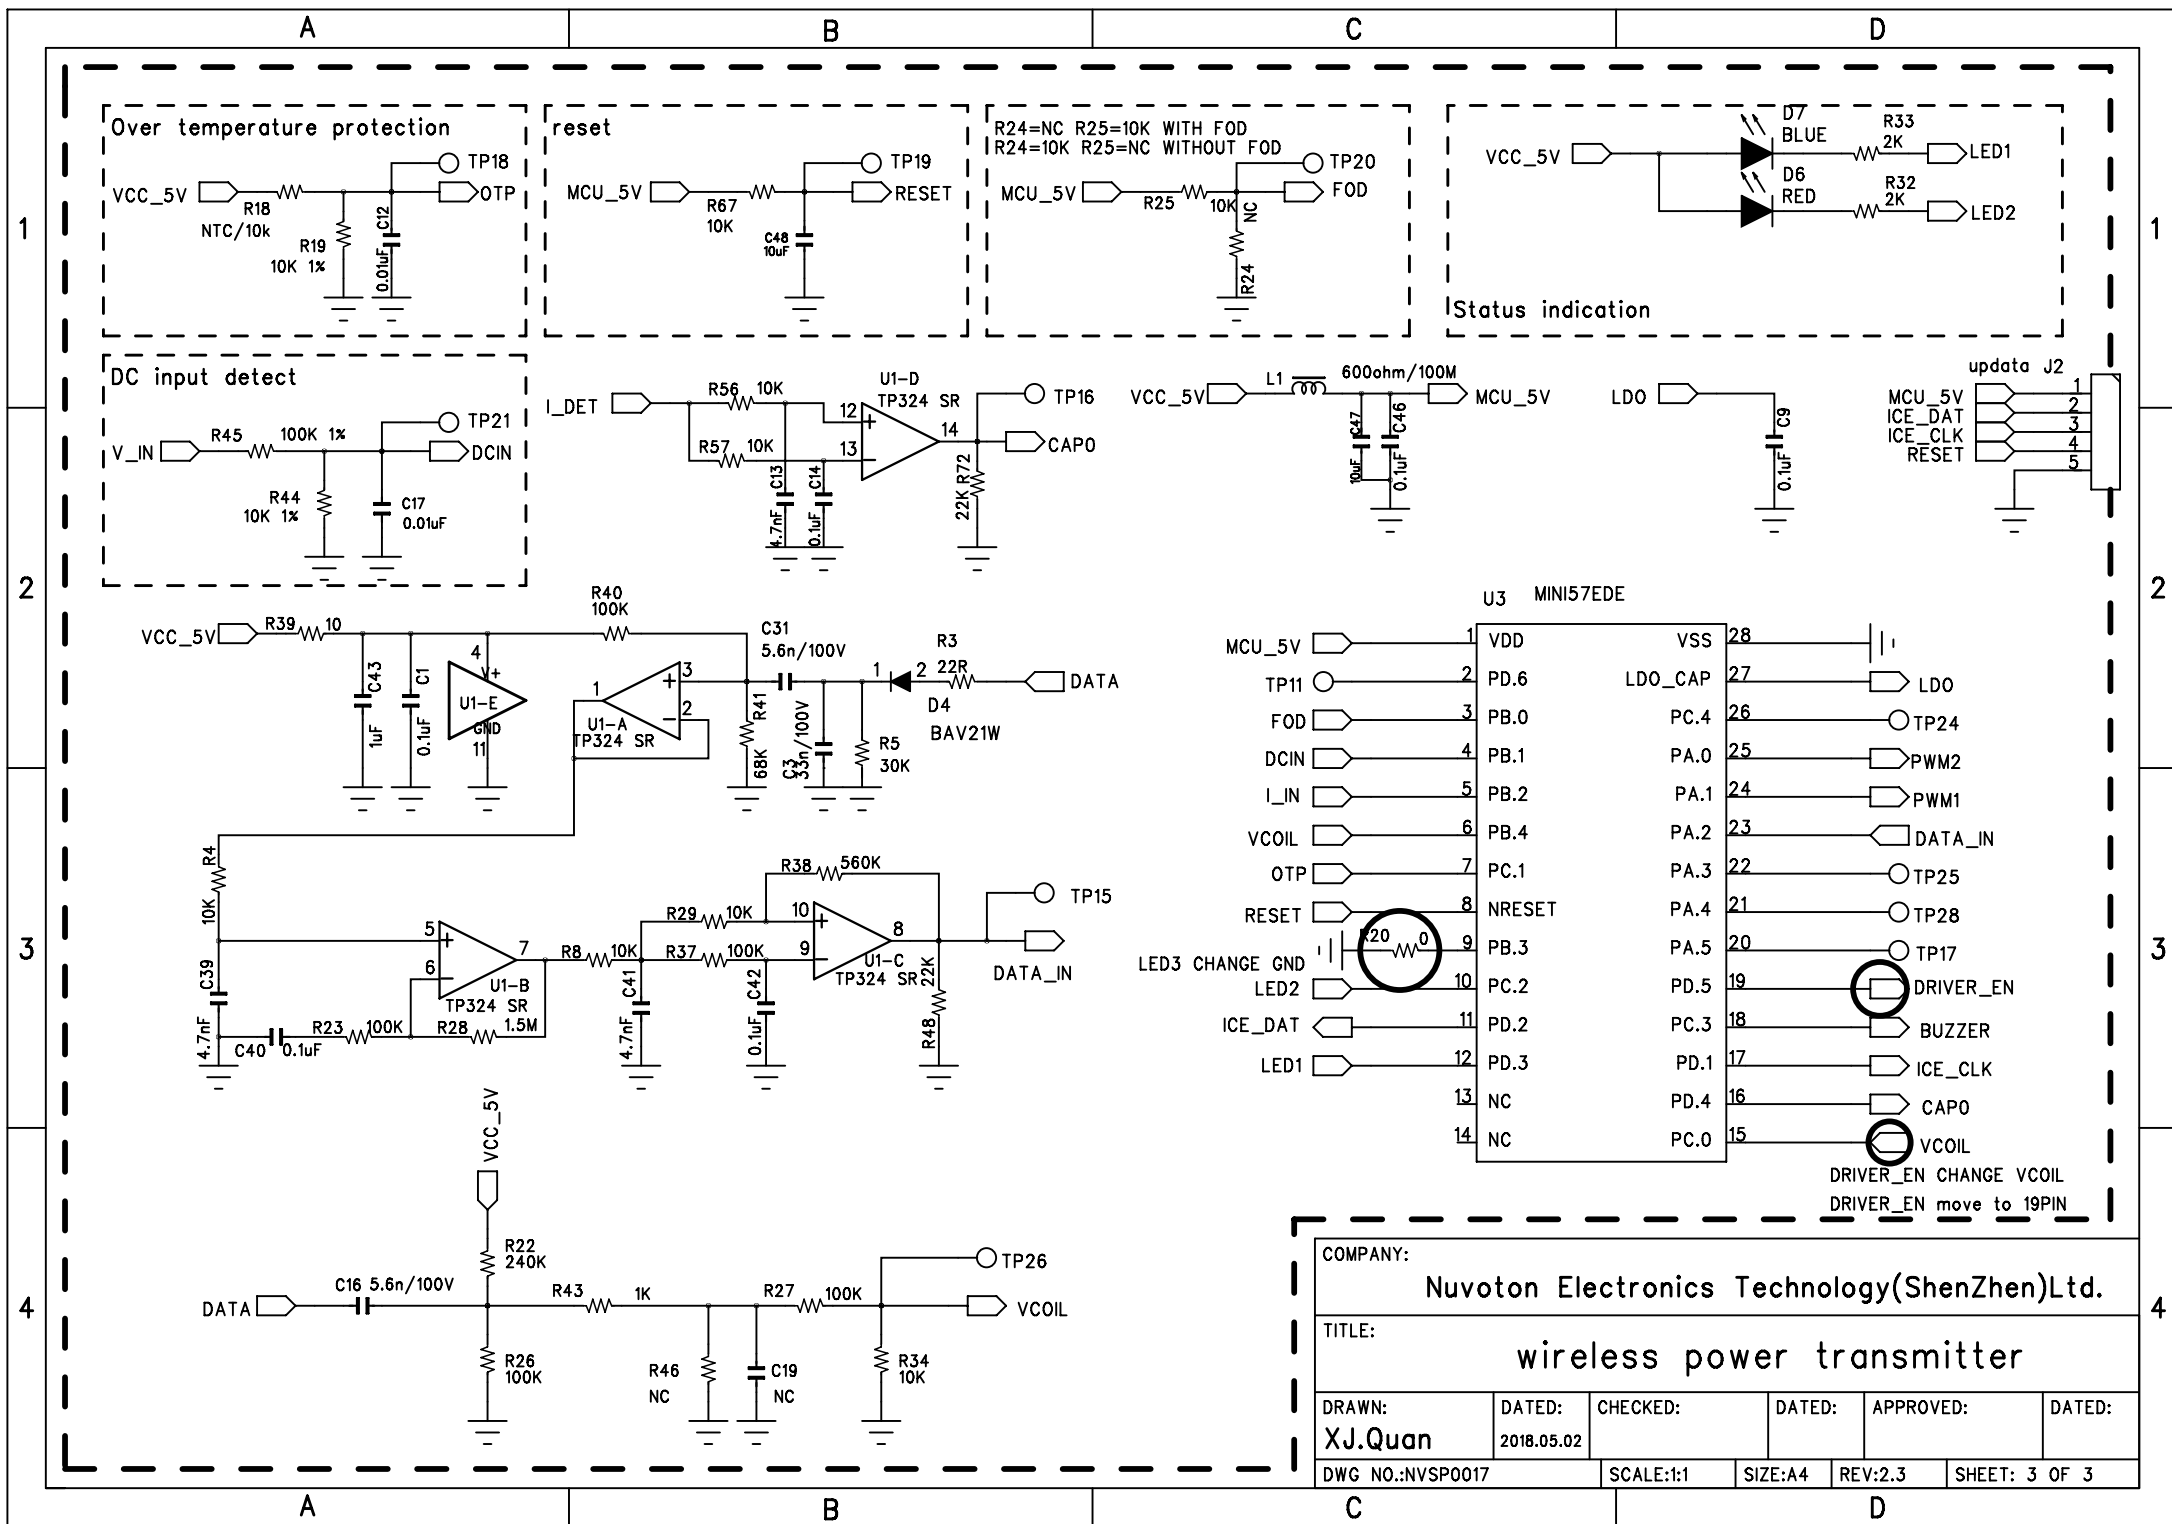 A B C D
1 1
2 2
3 3
4 4
A B C D
Over temperature protection
TP18
VCC_5V
OTP
R18
NTC/10k
R19
10K 1%
C12
0.01uF
reset
TP19
MCU_5V
RESET
R67
10K
C48
10uF
R24=NC R25=10K WITH FOD
R24=10K R25=NC WITHOUT FOD
TP20
MCU_5V
FOD
R25
10K
NC
R24
D7
BLUE
R33
2K
VCC_5V
LED1
D6
RED
R32
2K
LED2
Status indication
DC input detect
TP21
V_IN
R45
100K 1%
DCIN
R44
10K 1%
C17
0.01uF
I_DET
R56
10K
R57
10K
C13
4.7nF
C14
0.1uF
U1-D
TP324 SR
12
13
14
+
−
TP16
CAP0
R72
22K
VCC_5V
L1
600ohm/100M
MCU_5V
C47
10uF
C46
0.1uF
LDO
C9
0.1uF
updata J2
MCU_5V
1
ICE_DAT
2
ICE_CLK
3
RESET
4
5
VCC_5V
R39
10
C43
1uF
C1
0.1uF
4
V+
U1-E
GND
11
R40
100K
1
3
2
+
−
U1-A
TP324 SR
R41
68K
C31
5.6n/100V
C3
33n/100V
1
2
D4
BAV21W
R3
22R
DATA
R5
30K
R4
10K
C39
4.7nF
C40
0.1uF
R23
100K
R28
1.5M
5
6
7
+
−
U1-B
TP324 SR
R8
10K
C41
4.7nF
R29
10K
R37
100K
C42
0.1uF
R38
560K
10
9
8
+
−
U1-C
TP324 SR
22K
R48
TP15
DATA_IN
VCC_5V
R22
240K
DATA
C16 5.6n/100V
R26
100K
R43
1K
R46
NC
C19
NC
R27
100K
R34
10K
TP26
VCOIL
U3
MINI57EDE
MCU_5V 1 VDD
TP11 2 PD.6
FOD 3 PB.0
DCIN 4 PB.1
I_IN 5 PB.2
VCOIL 6 PB.4
OTP 7 PC.1
RESET 8 NRESET
R20 0 9 PB.3
LED3 CHANGE GND
LED2 10 PC.2
ICE_DAT 11 PD.2
LED1 12 PD.3
13 NC
14 NC
VSS 28
LDO_CAP 27 LDO
PC.4 26 TP24
PA.0 25 PWM2
PA.1 24 PWM1
PA.2 23 DATA_IN
PA.3 22 TP25
PA.4 21 TP28
PA.5 20 TP17
PD.5 19 DRIVER_EN
PC.3 18 BUZZER
PD.1 17 ICE_CLK
PD.4 16 CAP0
PC.0 15 VCOIL
DRIVER_EN CHANGE VCOIL
DRIVER_EN move to 19PIN
COMPANY:
Nuvoton Electronics Technology(ShenZhen)Ltd.
TITLE:
wireless power transmitter
DRAWN: DATED: CHECKED: DATED: APPROVED: DATED:
XJ.Quan 2018.05.02
DWG NO.:NVSP0017 SCALE:1:1 SIZE:A4 REV:2.3 SHEET: 3 OF 3